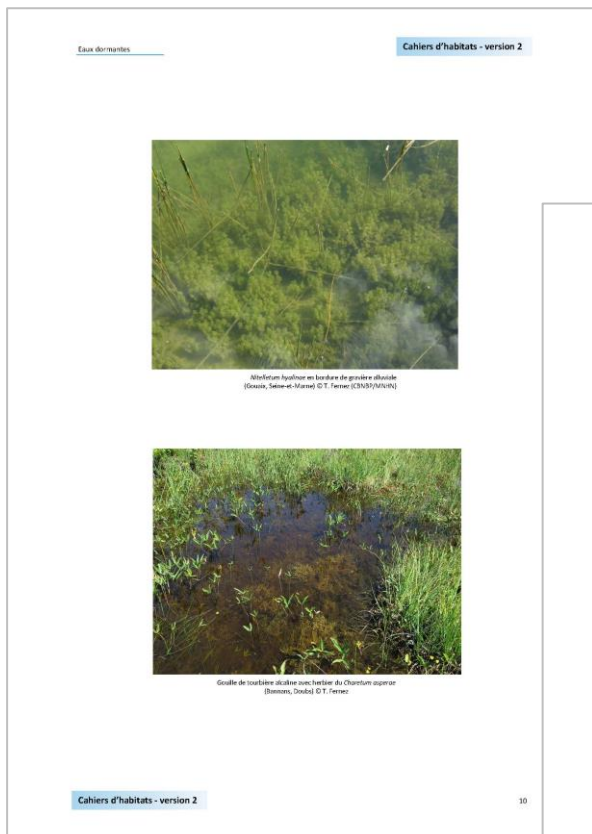 Eaux dormantes
Cahiers d'habitats - version 2
Nitelletum hyalinae en bordure de gravière alluviale
(Gouaix, Seine-et-Marne) © T. Fernez (CBNBP/MNHN)
Gouille de tourbière alcaline avec herbier du Charetum asperae
(Bannans, Doubs) © T. Fernez
Cahiers d'habitats - version 2
10